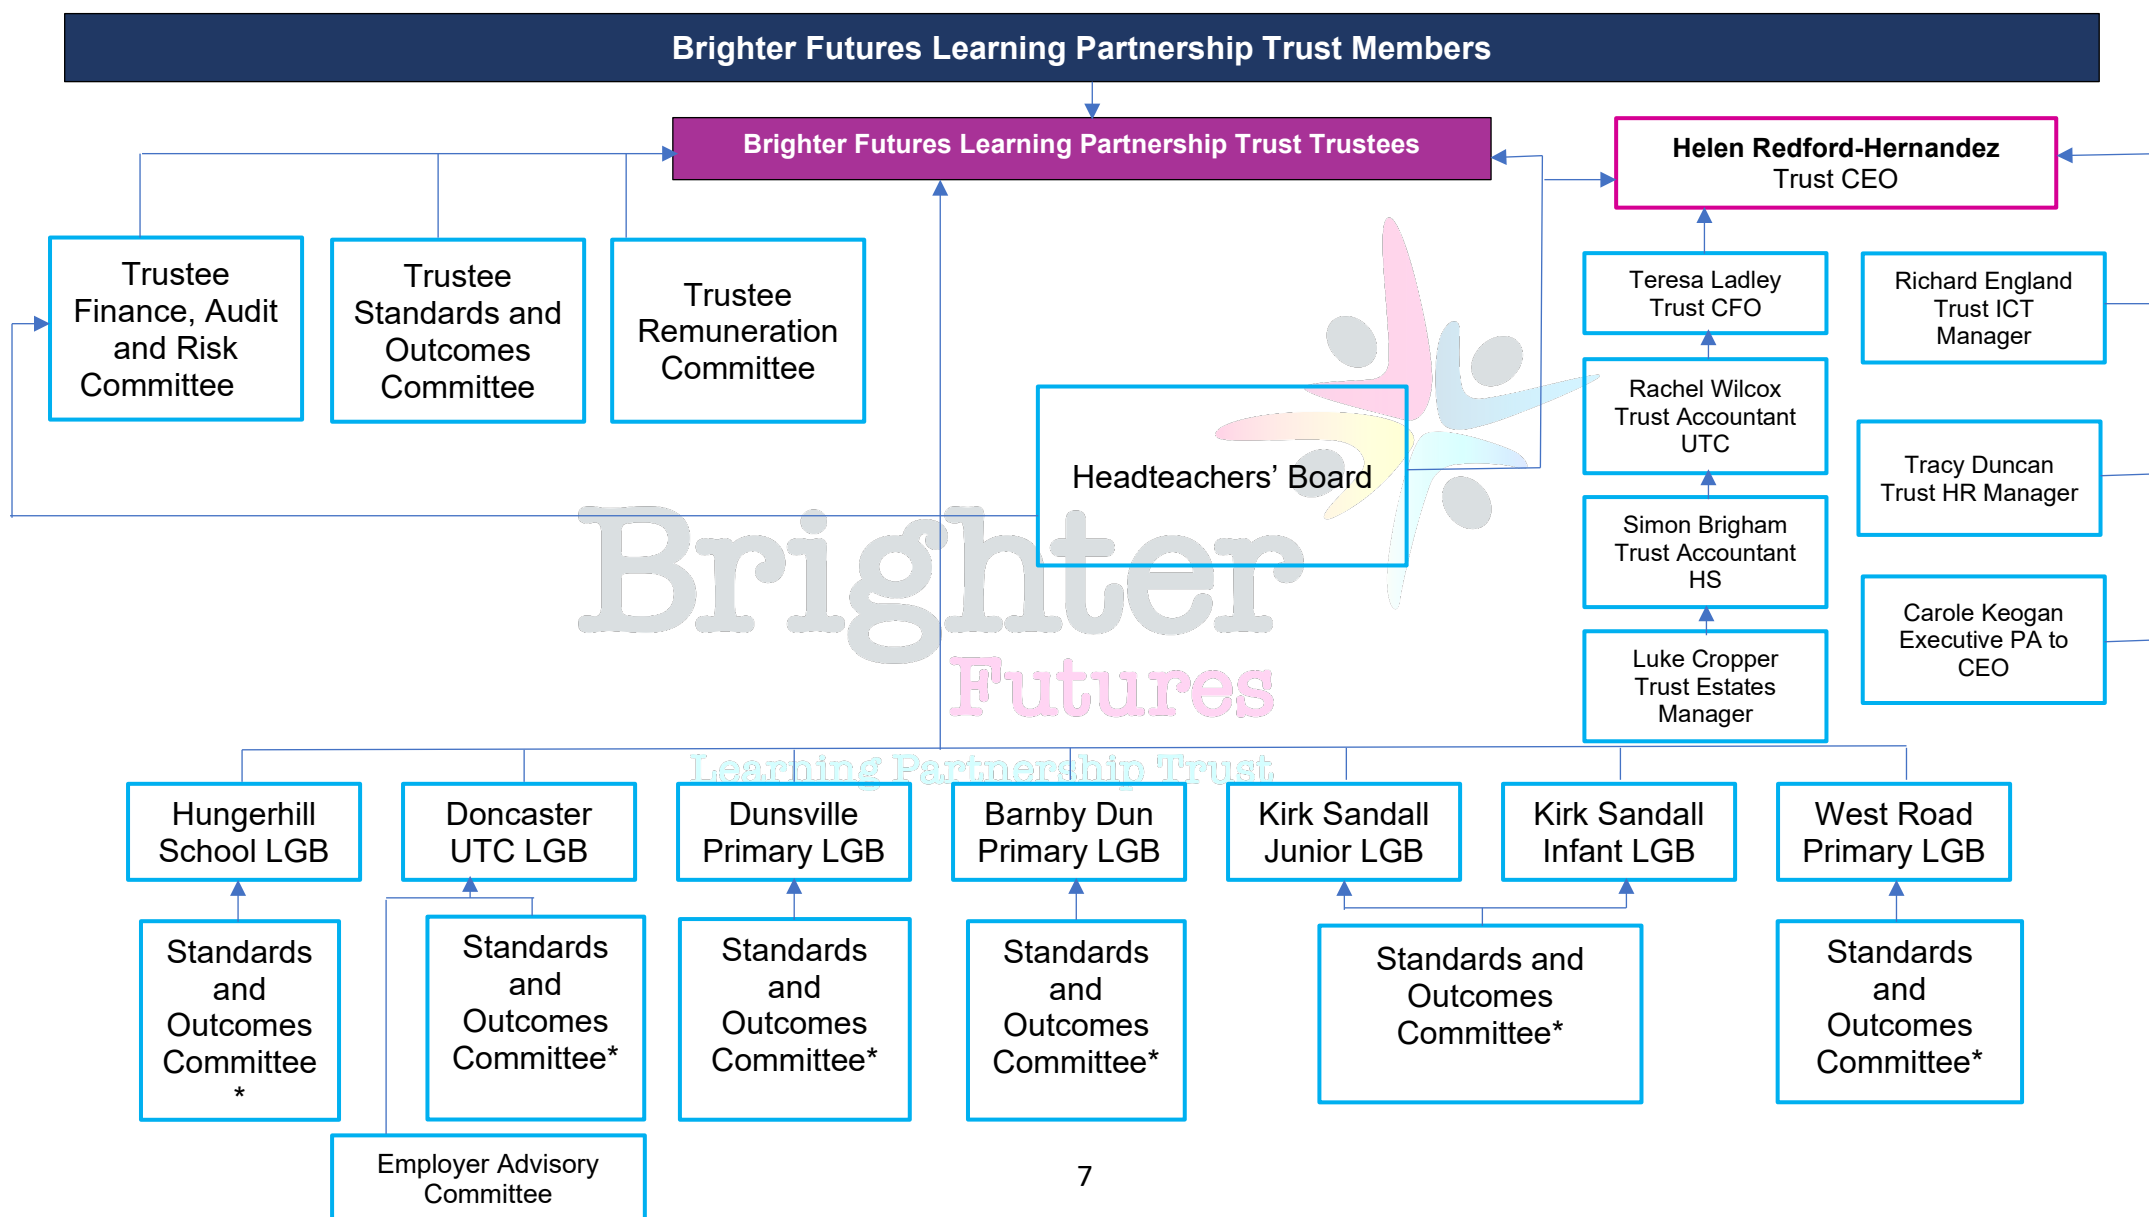 Brighter Futures Learning Partnership Trust Members
Brighter Futures Learning Partnership Trust Trustees
Helen Redford-Hernandez
Trust CEO
Trustee
Finance, Audit
and Risk
Committee
Trustee
Standards and
Outcomes
Committee
Trustee
Remuneration
Committee
Teresa Ladley
Trust CFO
Richard England
Trust ICT
Manager
Rachel Wilcox
Trust Accountant
UTC
Tracy Duncan
Trust HR Manager
Headteachers’ Board
Simon Brigham
Trust Accountant
HS
Carole Keogan
Executive PA to
CEO
Luke Cropper
Trust Estates
Manager
Brighter
Futures
Learning Partnership Trust
Hungerhill
School LGB
Doncaster
UTC LGB
Dunsville
Primary LGB
Barnby Dun
Primary LGB
Kirk Sandall
Junior LGB
Kirk Sandall
Infant LGB
West Road
Primary LGB
Standards
and
Outcomes
Committee
*
Standards
and
Outcomes
Committee*
Standards
and
Outcomes
Committee*
Standards
and
Outcomes
Committee*
Standards and
Outcomes
Committee*
Standards
and
Outcomes
Committee*
Employer Advisory
Committee
7